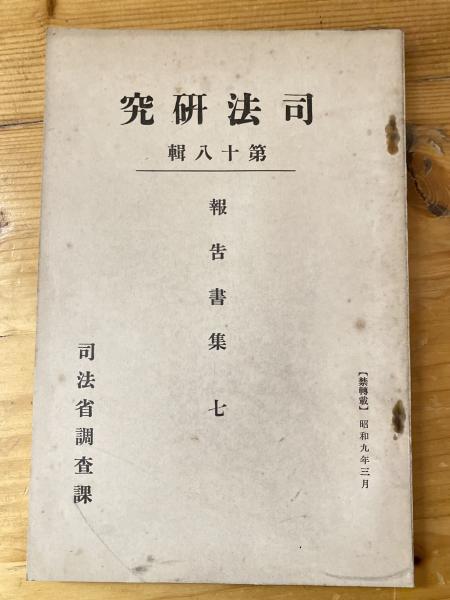 司法硏究
第十八輯
報告書集 七
【禁轉載】 昭和九年三月
司法省調査課